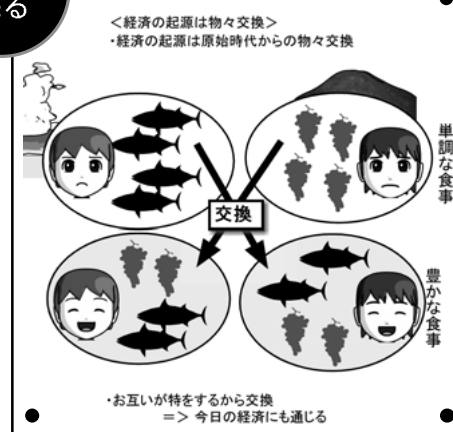 る
＜経済の起源は物々交換＞
・経済の起源は原始時代からの物々交換
単調な食事
交換
豊かな食事
・お互いが特をするから交換
=> 今日の経済にも通じる